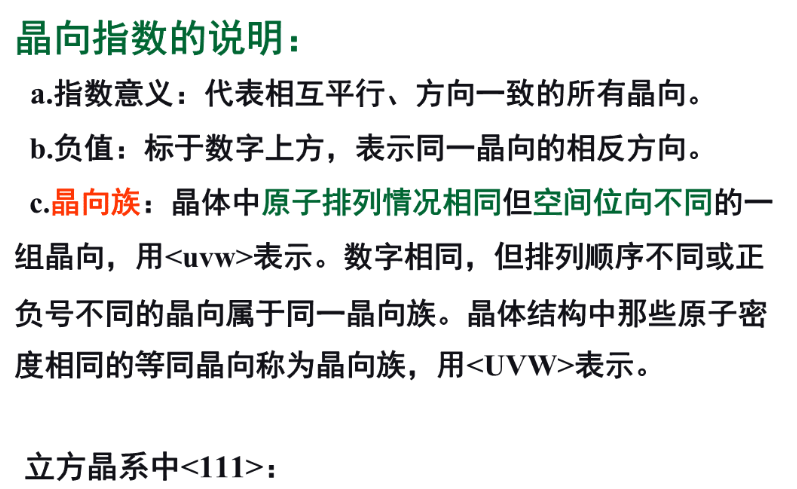 晶向指数的说明：
a.指数意义：代表相互平行、方向一致的所有晶向。
b.负值：标于数字上方，表示同一晶向的相反方向。
c.晶向族：晶体中原子排列情况相同但空间位向不同的一
组晶向，用<uvw>表示。数字相同，但排列顺序不同或正
负号不同的晶向属于同一晶向族。晶体结构中那些原子密
度相同的等同晶向称为晶向族，用<UVW>表示。
立方晶系中<111>：